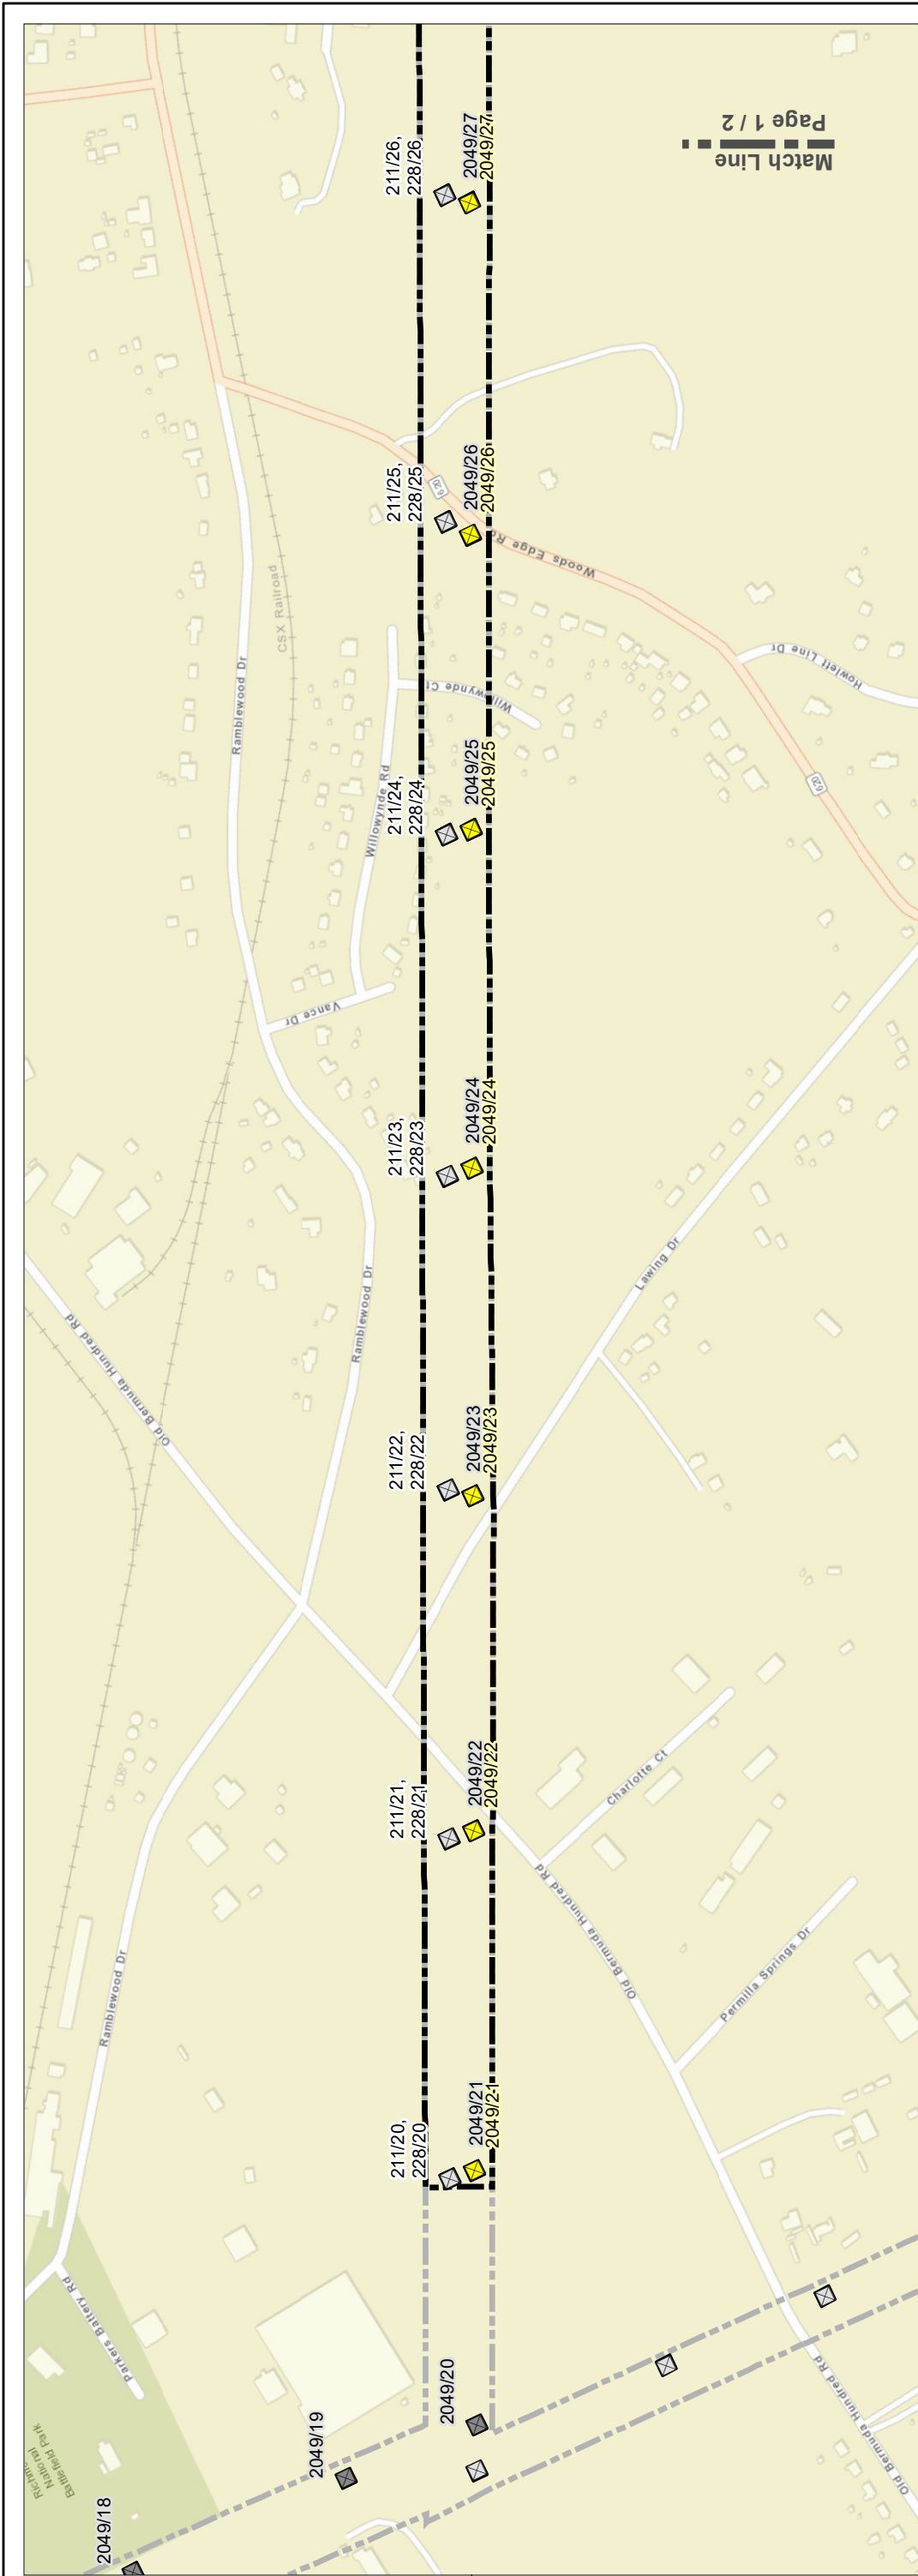 Match Line
Page 1 / 2
211/26,
228/26
2049/27
2049/27
211/25,
228/25
2049/26
2049/26
620
Woods Edge Rd
CSX Railroad
Ramblewood Dr
Willowynde Ct
Howlett Line Dr
211/24,
228/24
2049/25
2049/25
Willowynde Rd
620
Vance Dr
211/23,
228/23
2049/24
2049/24
Lawing Dr
Ramblewood Dr
Old Bermuda Hundred Rd
211/22,
228/22
2049/23
2049/23
211/21,
228/21
2049/22
2049/22
Charlotte Ct
Old Bermuda Hundred Rd
Permilla Springs Dr
Ramblewood Dr
211/20,
228/20
2049/21
2049/21
Parkers Battery Rd
2049/20
2049/19
Old Bermuda Hundred Rd
National
Battlefield Park
2049/18